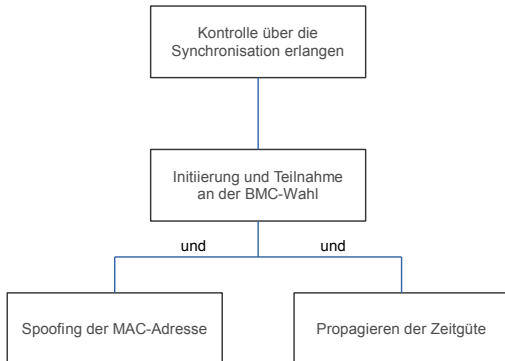 Kontrolle über die
Synchronisation erlangen
Initiierung und Teilnahme
an der BMC-Wahl
und
und
Spoofing der MAC-Adresse
Propagieren der Zeitgüte